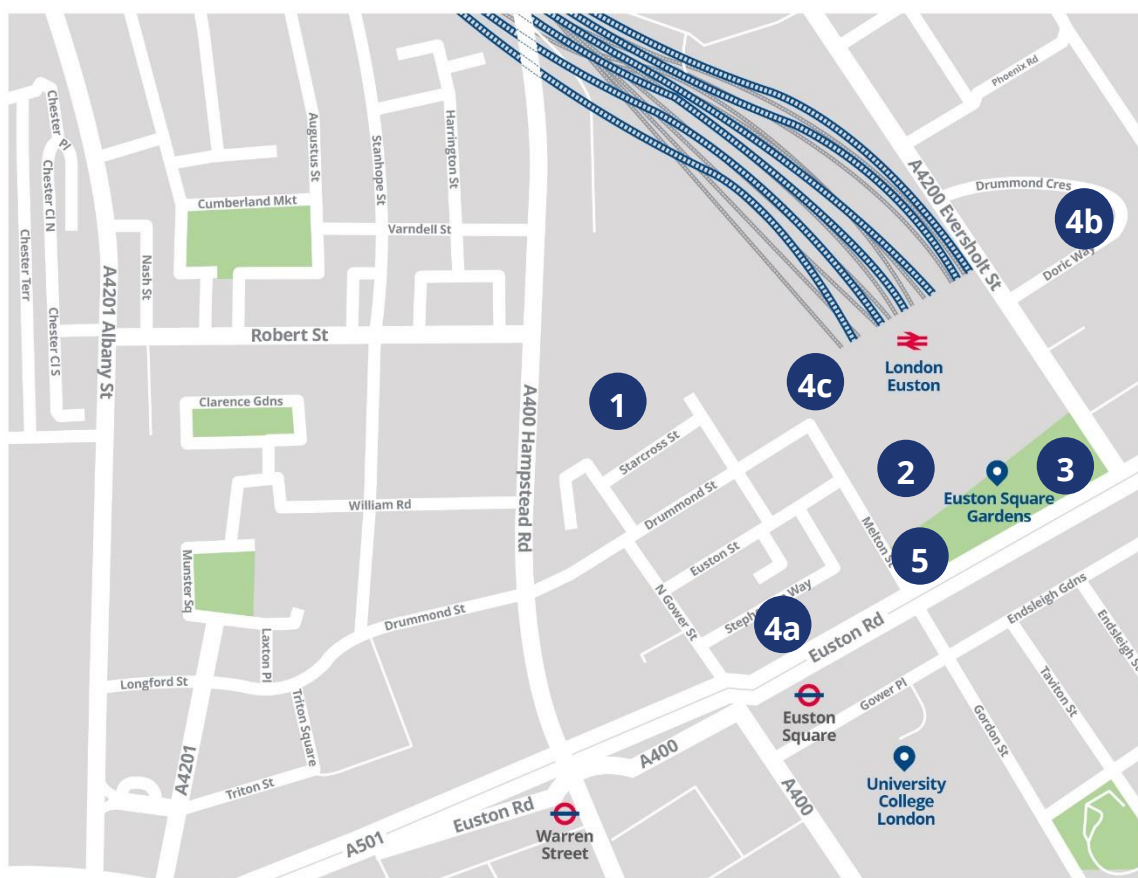 Phoenix Rd
Chester Pl
Augustus St
Harrington St
Stanhope St
A4200 Eversholt St
Drummond Cres
Chester Cl N
Cumberland Mkt
4b
Varndell St
Chester Terr
Nash St
Doric Way
A4201 Albany St
Chester Cl S
Robert St
London
Euston
4c
1
Clarence Gdns
A400 Hampstead Rd
Starcross St
2
3
Euston Square
Gardens
William Rd
Drummond St
Melton St
5
Euston St
Munster Sq
N Gower St
Way
4a
Drummond St
Euston Rd
Endsleigh Gdns
Endsleigh St
Laxton Pl
Longford St
Triton Square
Taviton St
Gower Pl
Gordon St
Euston
Square
A4201
A400
A400
Triton St
University
College
London
Euston Rd
A501
Warren
Street